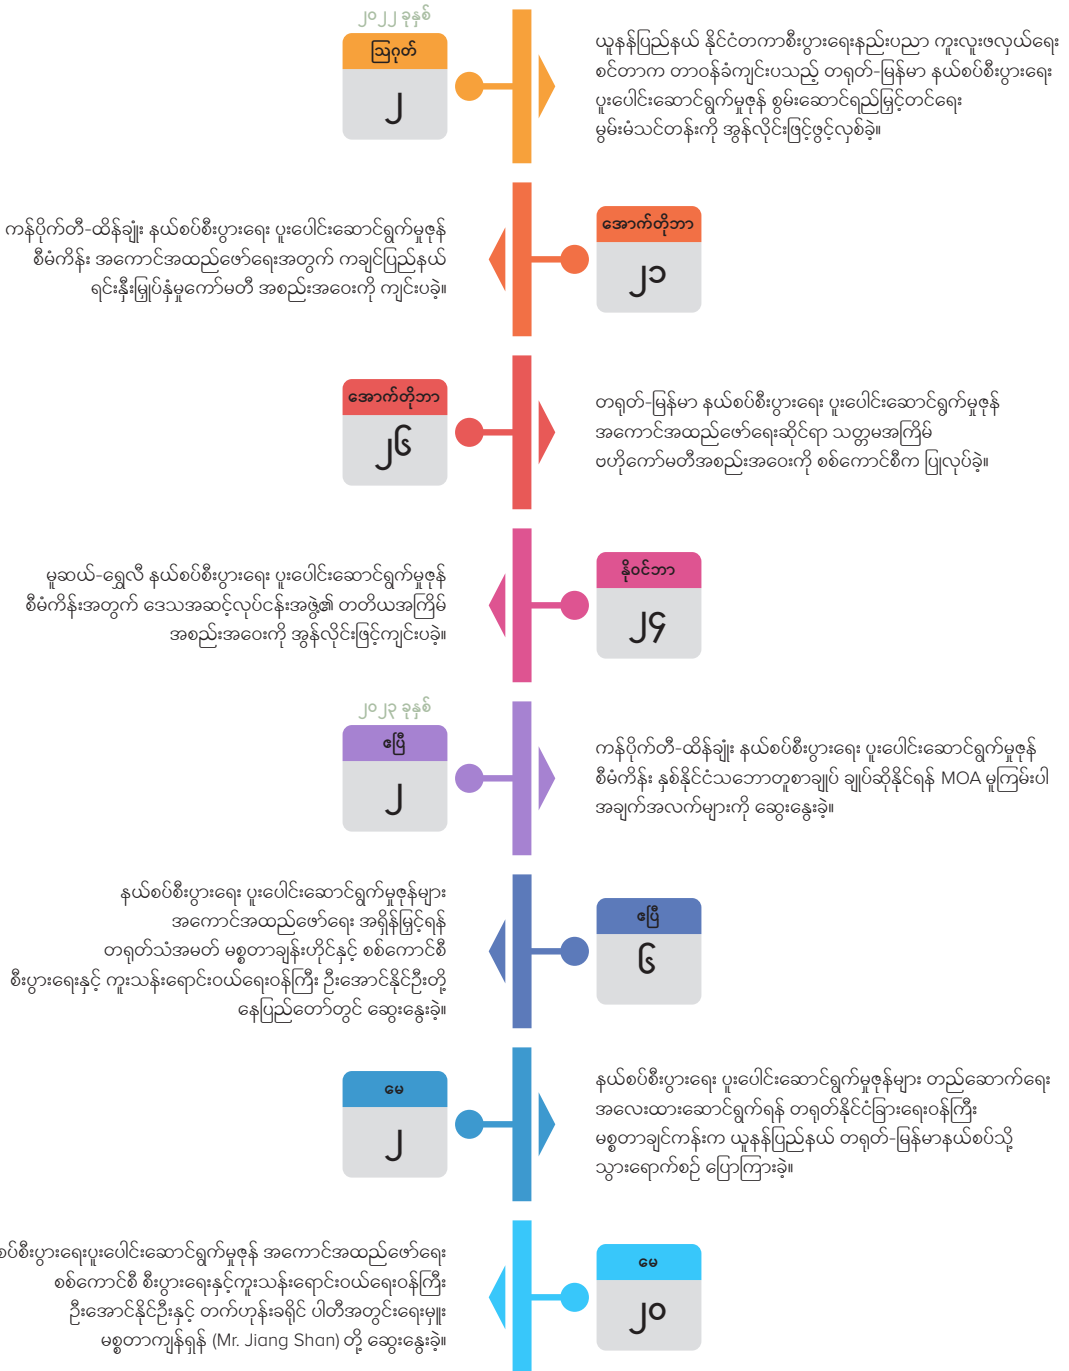 ၂၀၂၂ ခုနှစ်
ဩဂုတ်
၂
ယူနန်ပြည်နယ် နိုင်ငံတကာစီးပွားရေးနည်းပညာ ကူးလူးဖလှယ်ရေး
စင်တာက တာဝန်ခံကျင်းပသည့် တရုတ်-မြန်မာ နယ်စပ်စီးပွားရေး
ပူးပေါင်းဆောင်ရွက်မှုဇုန် စွမ်းဆောင်ရည်မြှင့်တင်ရေး
မွမ်းမံသင်တန်းကို အွန်လိုင်းဖြင့်ဖွင့်လှစ်ခဲ့။
ကန်ပိုက်တီ-ထိန်ချုံး နယ်စပ်စီးပွားရေး ပူးပေါင်းဆောင်ရွက်မှုဇုန်
စီမံကိန်း အကောင်အထည်ဖော်ရေးအတွက် ကချင်ပြည်နယ်
ရင်းနှီးမြှုပ်နှံမှုကော်မတီ အစည်းအဝေးကို ကျင်းပခဲ့။
အောက်တိုဘာ
၂၁
အောက်တိုဘာ
၂၆
တရုတ်-မြန်မာ နယ်စပ်စီးပွားရေး ပူးပေါင်းဆောင်ရွက်မှုဇုန်
အကောင်အထည်ဖော်ရေးဆိုင်ရာ သတ္တမအကြိမ်
ဗဟိုကော်မတီအစည်းအဝေးကို စစ်ကောင်စီက ပြုလုပ်ခဲ့။
မူဆယ်-ရွှေလီ နယ်စပ်စီးပွားရေး ပူးပေါင်းဆောင်ရွက်မှုဇုန်
စီမံကိန်းအတွက် ဒေသအဆင့်လုပ်ငန်းအဖွဲ့၏ တတိယအကြိမ်
အစည်းအဝေးကို အွန်လိုင်းဖြင့်ကျင်းပခဲ့။
နိုဝင်ဘာ
၂၄
၂၀၂၃ ခုနှစ်
ဧပြီ
၂
ကန်ပိုက်တီ-ထိန်ချုံး နယ်စပ်စီးပွားရေး ပူးပေါင်းဆောင်ရွက်မှုဇုန်
စီမံကိန်း နှစ်နိုင်ငံသဘောတူစာချုပ် ချုပ်ဆိုနိုင်ရန် MOA မူကြမ်းပါ
အချက်အလက်များကို ဆွေးနွေးခဲ့။
နယ်စပ်စီးပွားရေး ပူးပေါင်းဆောင်ရွက်မှုဇုန်များ
အကောင်အထည်ဖော်ရေး အရှိန်မြှင့်ရန်
တရုတ်သံအမတ် မစ္စတာချန်းဟိုင်နှင့် စစ်ကောင်စီ
စီးပွားရေးနှင့် ကူးသန်းရောင်းဝယ်ရေးဝန်ကြီး ဦးအောင်နိုင်ဦးတို့
နေပြည်တော်တွင် ဆွေးနွေးခဲ့။
ဧပြီ
၆
မေ
၂
နယ်စပ်စီးပွားရေး ပူးပေါင်းဆောင်ရွက်မှုဇုန်များ တည်ဆောက်ရေး
အလေးထားဆောင်ရွက်ရန် တရုတ်နိုင်ငံခြားရေးဝန်ကြီး
မစ္စတာချင်ကန်းက ယူနန်ပြည်နယ် တရုတ်-မြန်မာနယ်စပ်သို့
သွားရောက်စဉ် ပြောကြားခဲ့။
စပ်စီးပွားရေးပူးပေါင်းဆောင်ရွက်မှုဇုန် အကောင်အထည်ဖော်ရေး
စစ်ကောင်စီ စီးပွားရေးနှင့်ကူးသန်းရောင်းဝယ်ရေးဝန်ကြီး
ဦးအောင်နိုင်ဦးနှင့် တက်ဟုန်းခရိုင် ပါတီအတွင်းရေးမှူး
မစ္စတာကျန်ရှန် (Mr. Jiang Shan) တို့ ဆွေးနွေးခဲ့။
မေ
၂၀